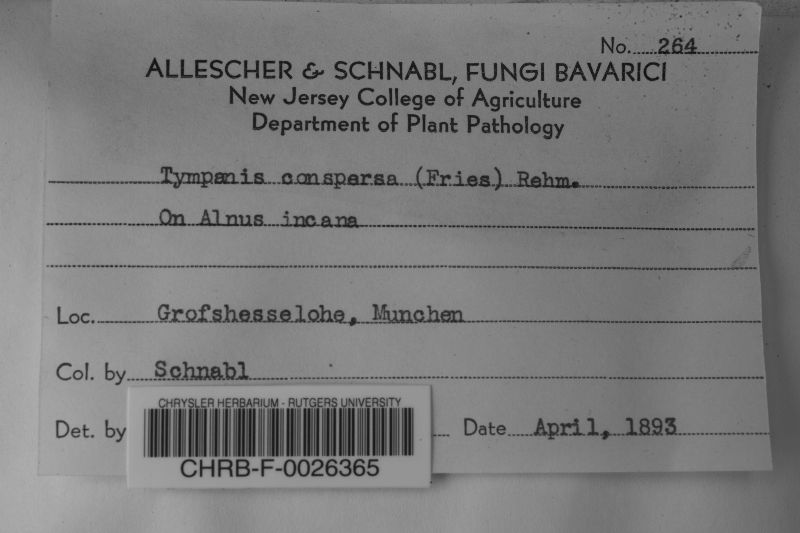 No. 264
ALLESCHER & SCHNABL, FUNGI BAVARICI
New Jersey College of Agriculture
Department of Plant Pathology
Tympanis conspersa (Fries) Rehm.
On Alnus incana
Loc. Grofshesselohe, Munchen
Col. by Schnabl
Det. by
Date April, 1893
CHRYSLER HERBARIUM - RUTGERS UNIVERSITY
CHRB-F-0026365